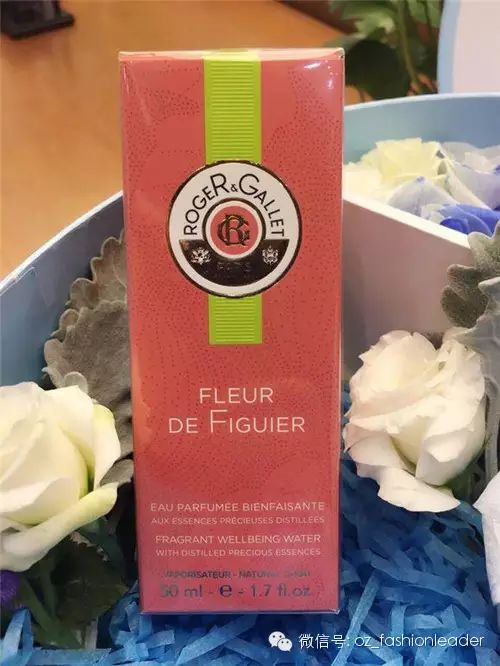 ROGER & GALLET
RG
PARIS
FLEUR
DE FIGUIER
EAU PARFUMÉE BIENFAISANTE
AUX ESSENCES PRÉCIEUSES DISTILLÉES
FRAGRANT WELLBEING WATER
WITH DISTILLED PRECIOUS ESSENCES
VAPORISATEUR - NATURAL SPRAY
50 ml - e - 1.7 fl.oz
微信号: oz_fashionleader